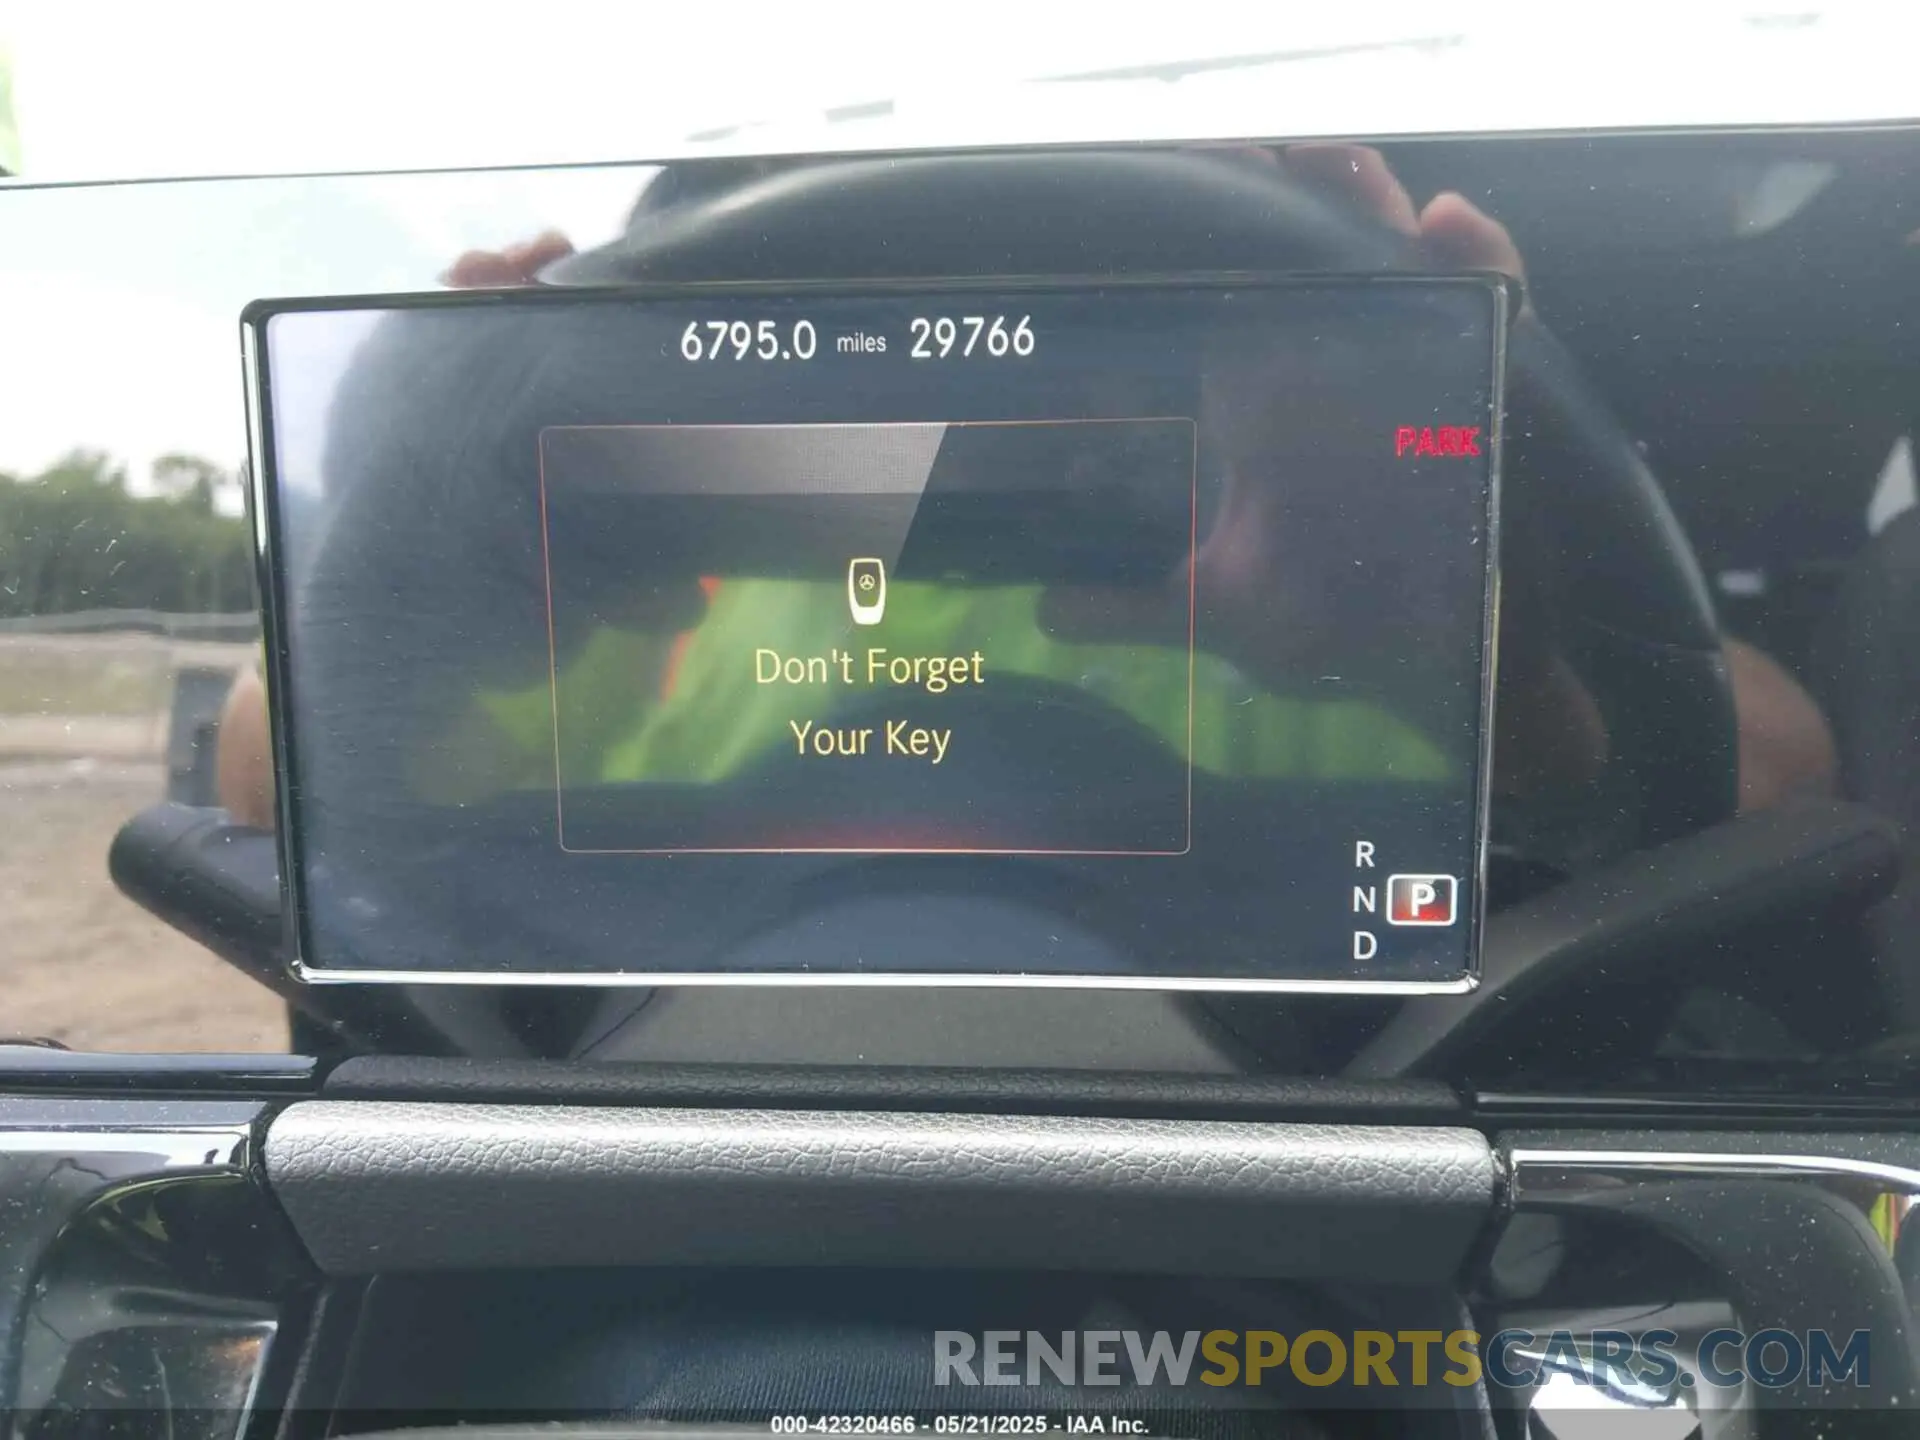 6795.0 miles 29766
PARK
Don't Forget
Your Key
R
N P
D
RENEWSPORTSCARS.COM
000-42320466 - 05/21/2025 - IAA Inc.